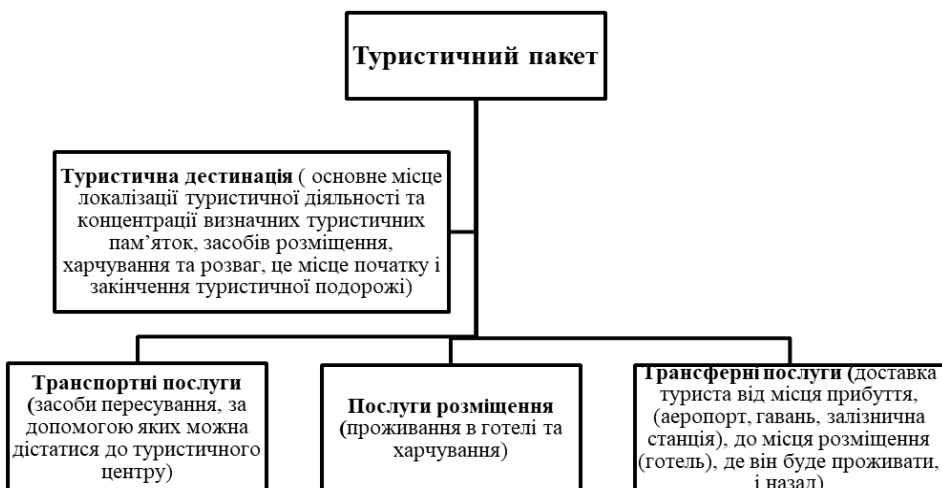 Туристичний пакет
Туристична дестинація ( основне місце
локалізації туристичної діяльності та
концентрації визначних туристичних
пам’яток, засобів розміщення,
харчування та розваг, це місце початку і
закінчення туристичної подорожі)
Транспортні послуги
(засоби пересування, за
допомогою яких можна
дістатися до туристичного
центру)
Послуги розміщення
(проживання в готелі та
харчування)
Трансферні послуги (доставка
туриста від місця прибуття,
(аеропорт, гавань, залізнична
станція), до місця розміщення
(готель), де він буде проживати,
і назад)